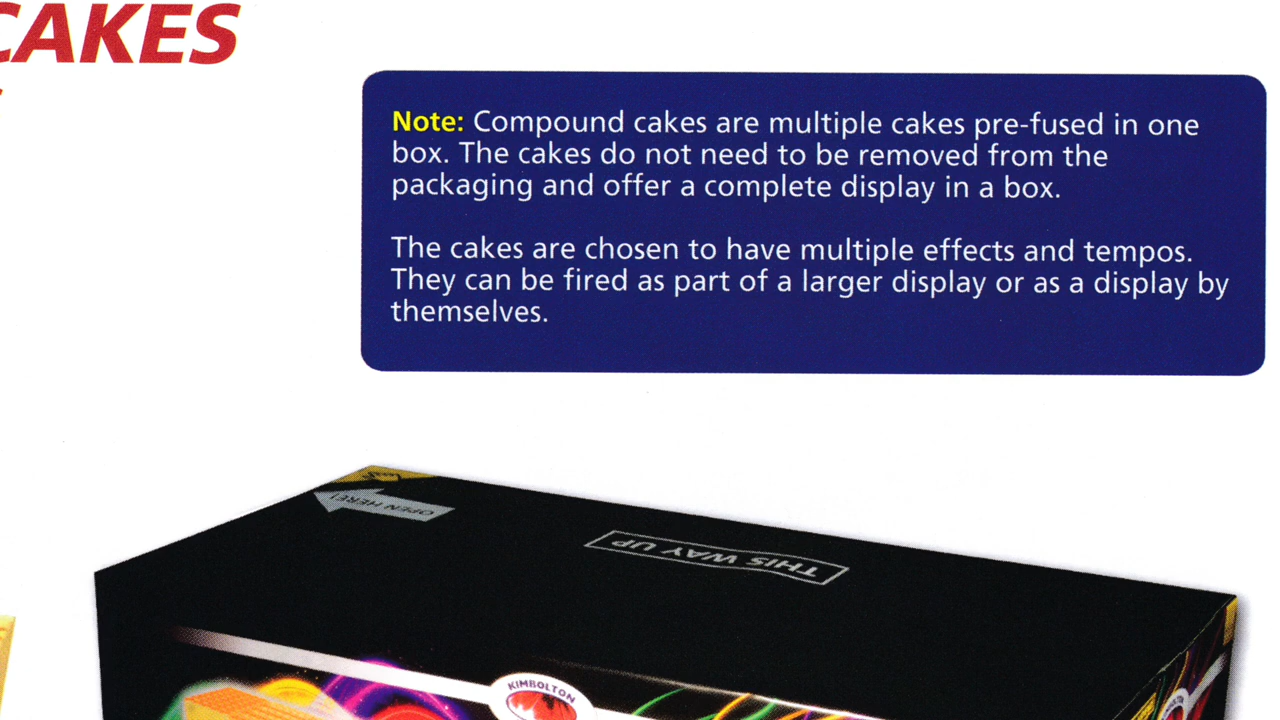 CAKES
Note: Compound cakes are multiple cakes pre-fused in one
box. The cakes do not need to be removed from the
packaging and offer a complete display in a box.
The cakes are chosen to have multiple effects and tempos.
They can be fired as part of a larger display or as a display by
themselves.
OPEN HERE!
THIS WAY UP
KIMBOLTON